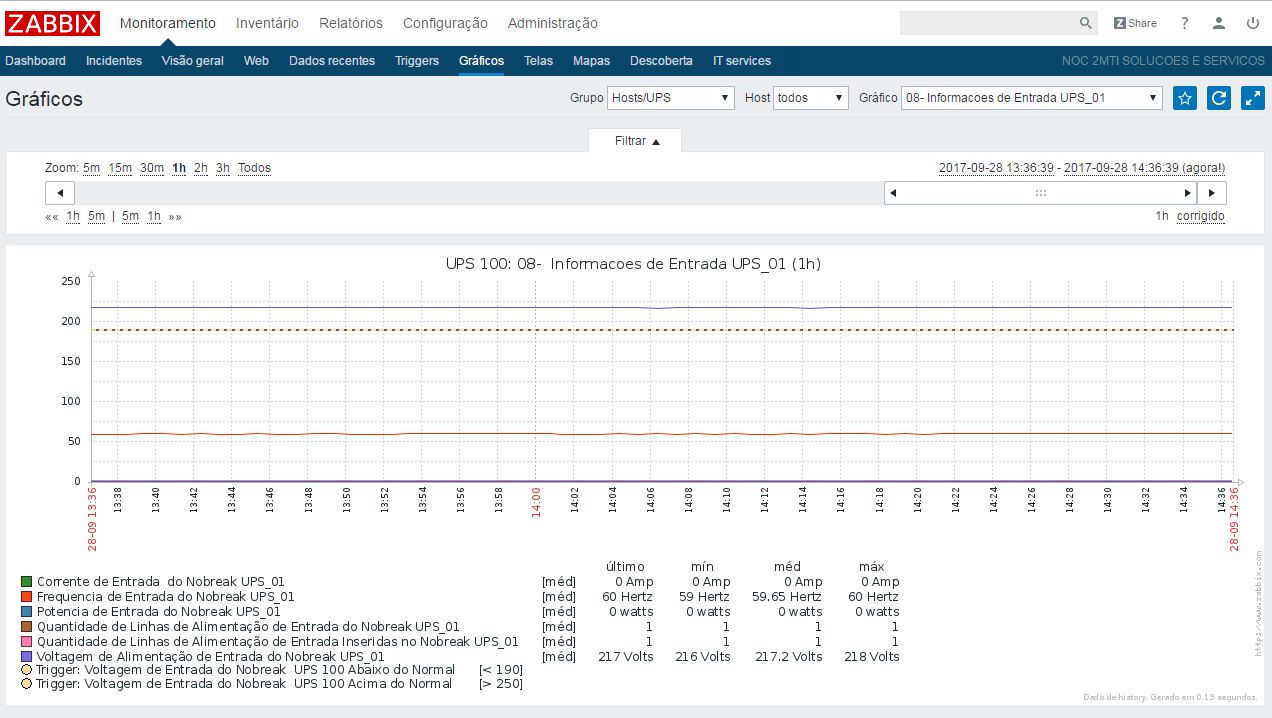 ZABBIX Monitoramento Inventário Relatórios Configuração Administração Z Share ?
Dashboard Incidentes Visão geral Web Dados recentes Triggers Gráficos Telas Mapas Descoberta IT services NOC 2MTI SOLUCOES E SERVICOS
Gráficos Grupo Hosts/UPS Host todos Gráfico 08- Informacoes de Entrada UPS_01
Filtrar
Zoom: 5m 15m 30m 1h 2h 3h Todos 2017-09-28 13:36:39 - 2017-09-28 14:36:39 (agora!)
«« 1h 5m | 5m 1h »» 1h corrigido
UPS 100: 08- Informacoes de Entrada UPS_01 (1h)
250
200
150
100
50
0
28-09 13:36 13:38 13:40 13:42 13:44 13:46 13:48 13:50 13:52 13:54 13:56 13:58 14:00 14:02 14:04 14:06 14:08 14:10 14:12 14:14 14:16 14:18 14:20 14:22 14:24 14:26 14:28 14:30 14:32 14:34 14:36 28-09 14:36
último mín méd máx
Corrente de Entrada do Nobreak UPS_01 [méd] 0 Amp 0 Amp 0 Amp 0 Amp
Frequencia de Entrada do Nobreak UPS_01 [méd] 60 Hertz 59 Hertz 59.65 Hertz 60 Hertz
Potencia de Entrada do Nobreak UPS_01 [méd] 0 watts 0 watts 0 watts 0 watts
Quantidade de Linhas de Alimentação de Entrada do Nobreak UPS_01 [méd] 1 1 1 1
Quantidade de Linhas de Alimentação de Entrada Inseridas no Nobreak UPS_01 [méd] 1 1 1 1
Voltagem de Alimentação de Entrada do Nobreak UPS_01 [méd] 217 Volts 216 Volts 217.2 Volts 218 Volts
Trigger: Voltagem de Entrada do Nobreak UPS 100 Abaixo do Normal [< 190]
Trigger: Voltagem de Entrada do Nobreak UPS 100 Acima do Normal [> 250]
http://www.zabbix.com
Dado de history. Gerado em 0.19 segundos.